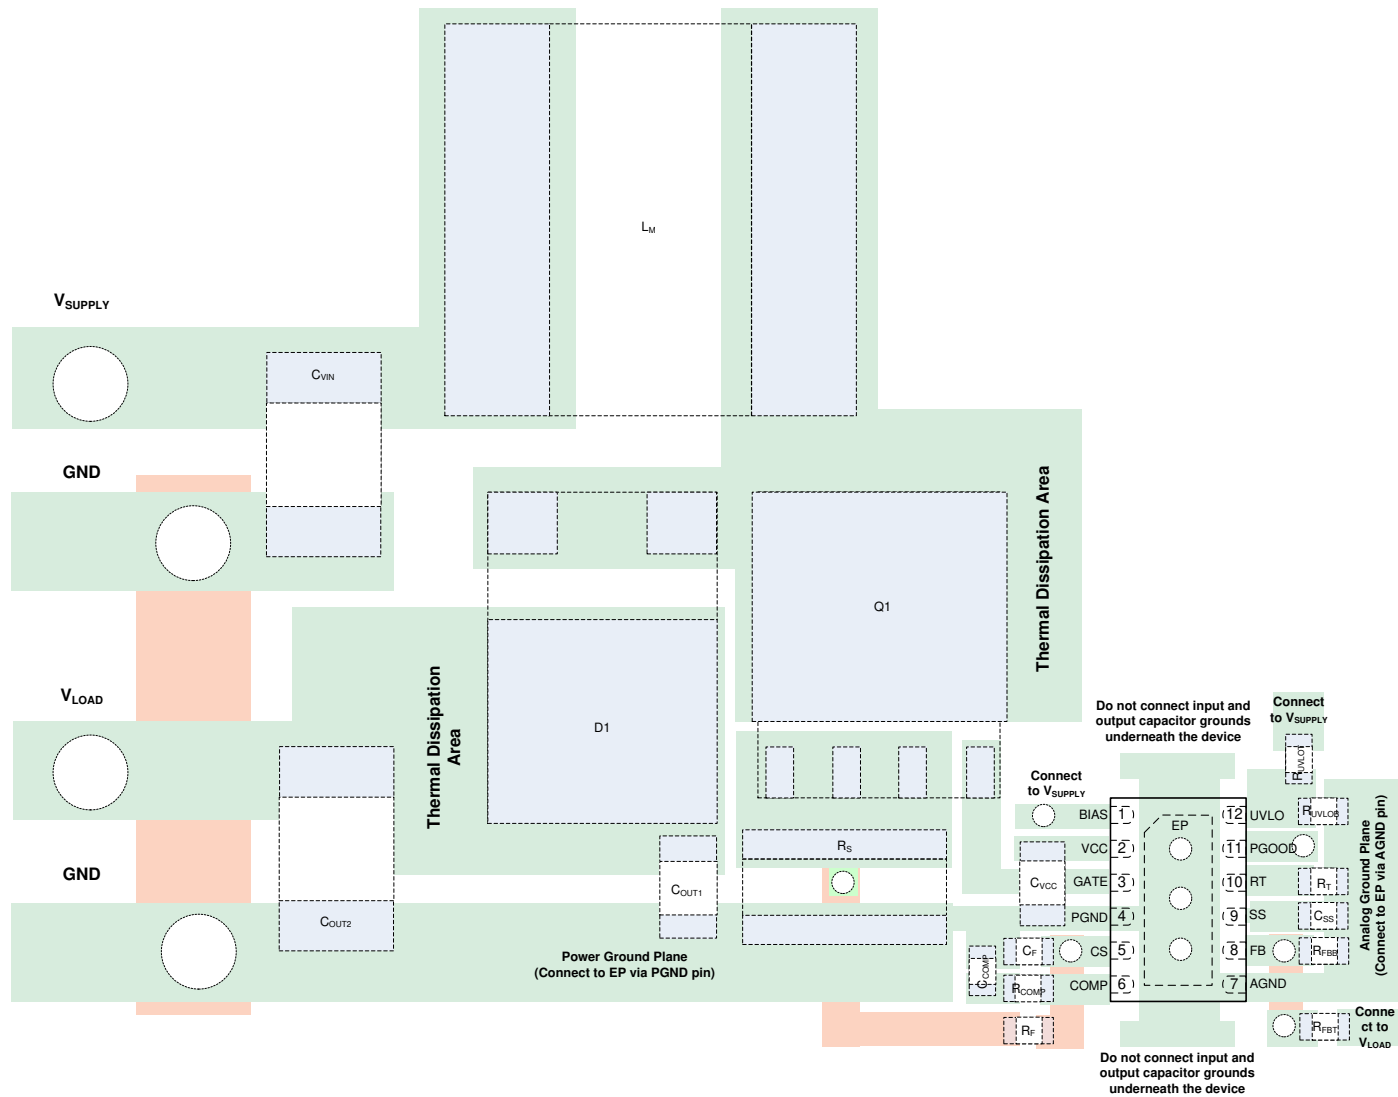 LM
VSUPPLY
CVIN
GND
Thermal Dissipation Area
Q1
VLOAD
Thermal Dissipation
Area
D1
Do not connect input and
output capacitor grounds
underneath the device
Connect
to VSUPPLY
RUVLOT
Connect
to VSUPPLY
BIAS
1
12
UVLO
RUVLOB
EP
VCC
2
11
PGOOD
RS
GND
COUT1
CVCC
GATE
3
10
RT
RT
PGND
4
9
SS
CSS
COUT2
Analog Ground Plane
(Connect to EP via AGND pin)
Power Ground Plane
(Connect to EP via PGND pin)
CCOMP
CF
CS
5
8
FB
RFBB
RCOMP
COMP
6
7
AGND
RF
RFBT
Conne
ct to
VLOAD
Do not connect input and
output capacitor grounds
underneath the device